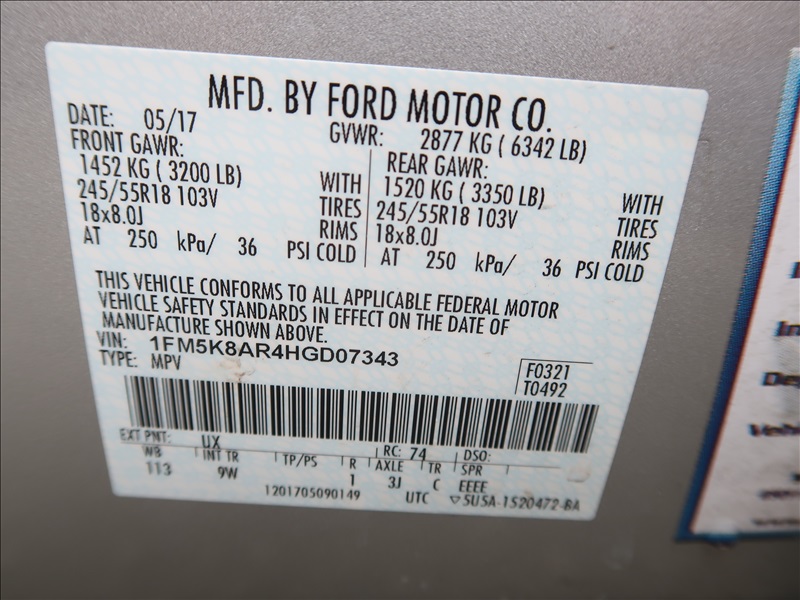 MFD. BY FORD MOTOR CO.
DATE: 05/17 GVWR: 2877 KG ( 6342 LB)
FRONT GAWR: REAR GAWR:
1452 KG ( 3200 LB) WITH 1520 KG ( 3350 LB) WITH
245/55R18 103V TIRES 245/55R18 103V TIRES
18x8.0J RIMS 18x8.0J RIMS
AT 250 kPa/ 36 PSI COLD AT 250 kPa/ 36 PSI COLD
THIS VEHICLE CONFORMS TO ALL APPLICABLE FEDERAL MOTOR
VEHICLE SAFETY STANDARDS IN EFFECT ON THE DATE OF
MANUFACTURE SHOWN ABOVE.
VIN: 1FM5K8AR4HGD07343
TYPE: MPV
F0321
T0492
EXT PNT: UX RC: 74 DSO:
WB INT TR TP/PS R AXLE TR SPR
113 9W 1 3J C EEEE
1201705090149 UTC ▽5U5A-1520472-BA